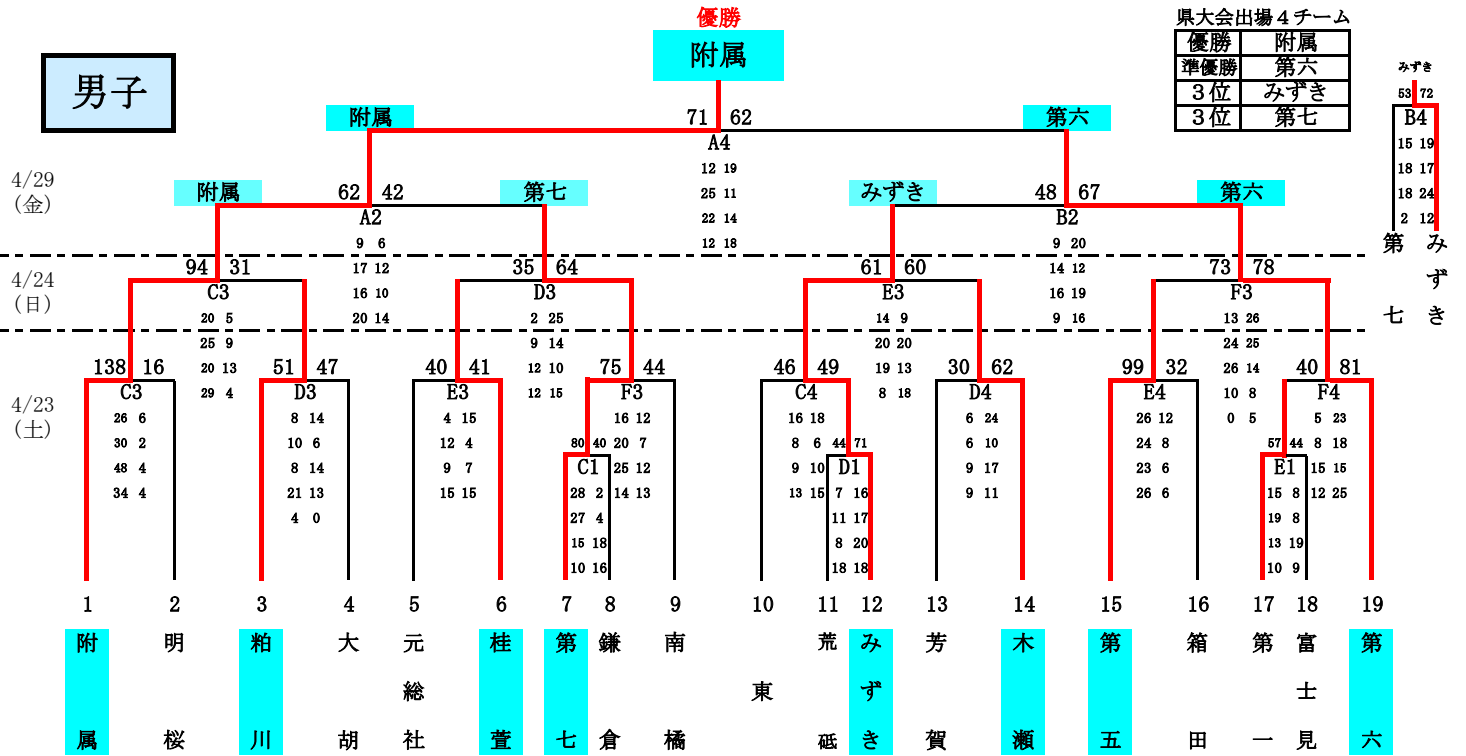 優勝
附属
男子
県大会出場４チーム
優勝 附属
準優勝 第六
３位 みずき
３位 第七
みずき
53 72
B4
15 19
18 17
18 24
2 12
第七 みずき
附属 71 62 第六
A4
12 19
25 11
22 14
12 18
4/29
(金)
附属 62 42 第七
A2
9 6
17 12
16 10
20 14
みずき 48 67 第六
B2
9 20
14 12
16 19
9 16
4/24
(日)
94 31
C3
20 5
25 9
20 13
29 4
35 64
D3
2 25
9 14
12 10
12 15
61 60
E3
14 9
20 20
19 13
8 18
73 78
F3
13 26
24 25
26 14
10 8
0 5
4/23
(土)
138 16
C3
26 6
30 2
48 4
34 4
51 47
D3
8 14
10 6
8 14
21 13
4 0
40 41
E3
4 15
12 4
9 7
15 15
75 44
F3
16 12
20 7
25 12
14 13
80 40
C1
28 2
27 4
15 18
10 16
46 49
C4
16 18
8 6
9 10
13 15
44 71
D1
7 16
11 17
8 20
18 18
30 62
D4
6 24
6 10
9 17
9 11
99 32
E4
26 12
24 8
23 6
26 6
40 81
F4
5 23
8 18
15 15
12 25
57 44
E1
15 8
19 8
13 19
10 9
1 2 3 4 5 6 7 8 9 10 11 12 13 14 15 16 17 18 19
附属
明桜
粕川
大胡
元総社
桂萱
第七
鎌倉
南橘
東
荒砥
みずき
芳賀
木瀬
第五
箱田
第一
富士見
第六